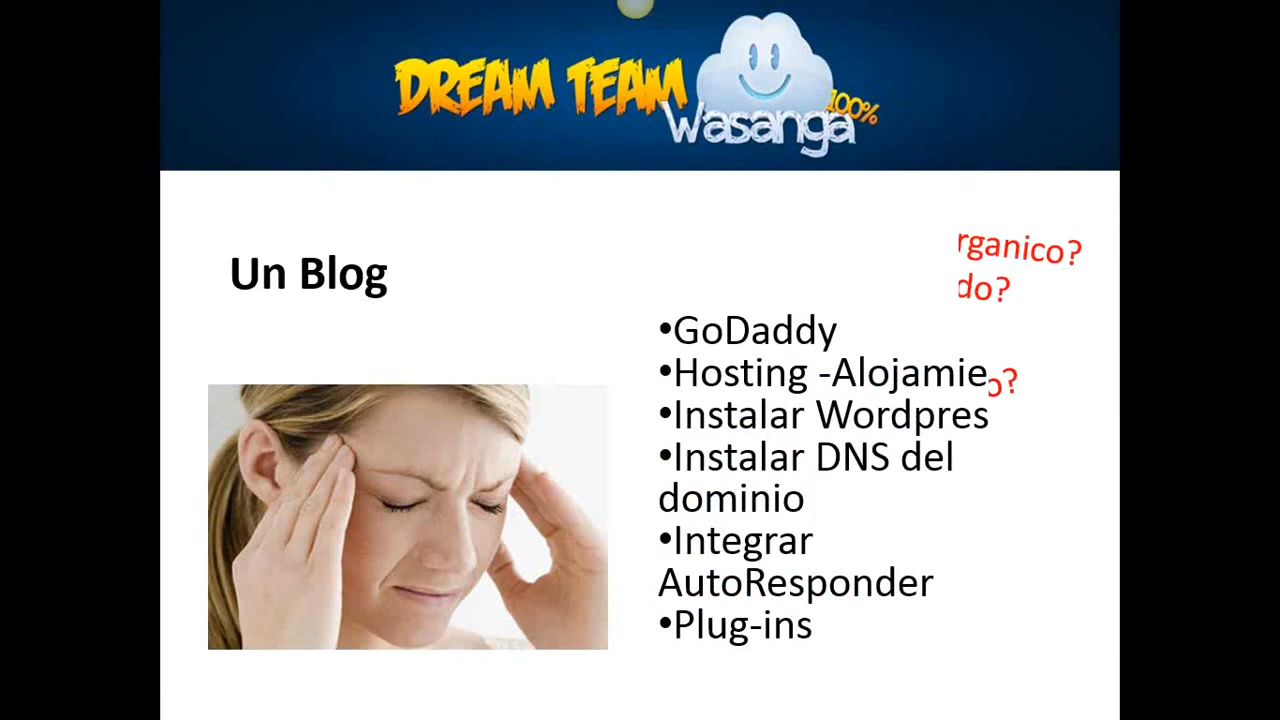 DREAM TEAM
100%
Wasanga
Un Blog
•GoDaddy
•Hosting -Alojamie
•Instalar Wordpres
•Instalar DNS del
dominio
•Integrar
AutoResponder
•Plug-ins
rganico?
do?
o?